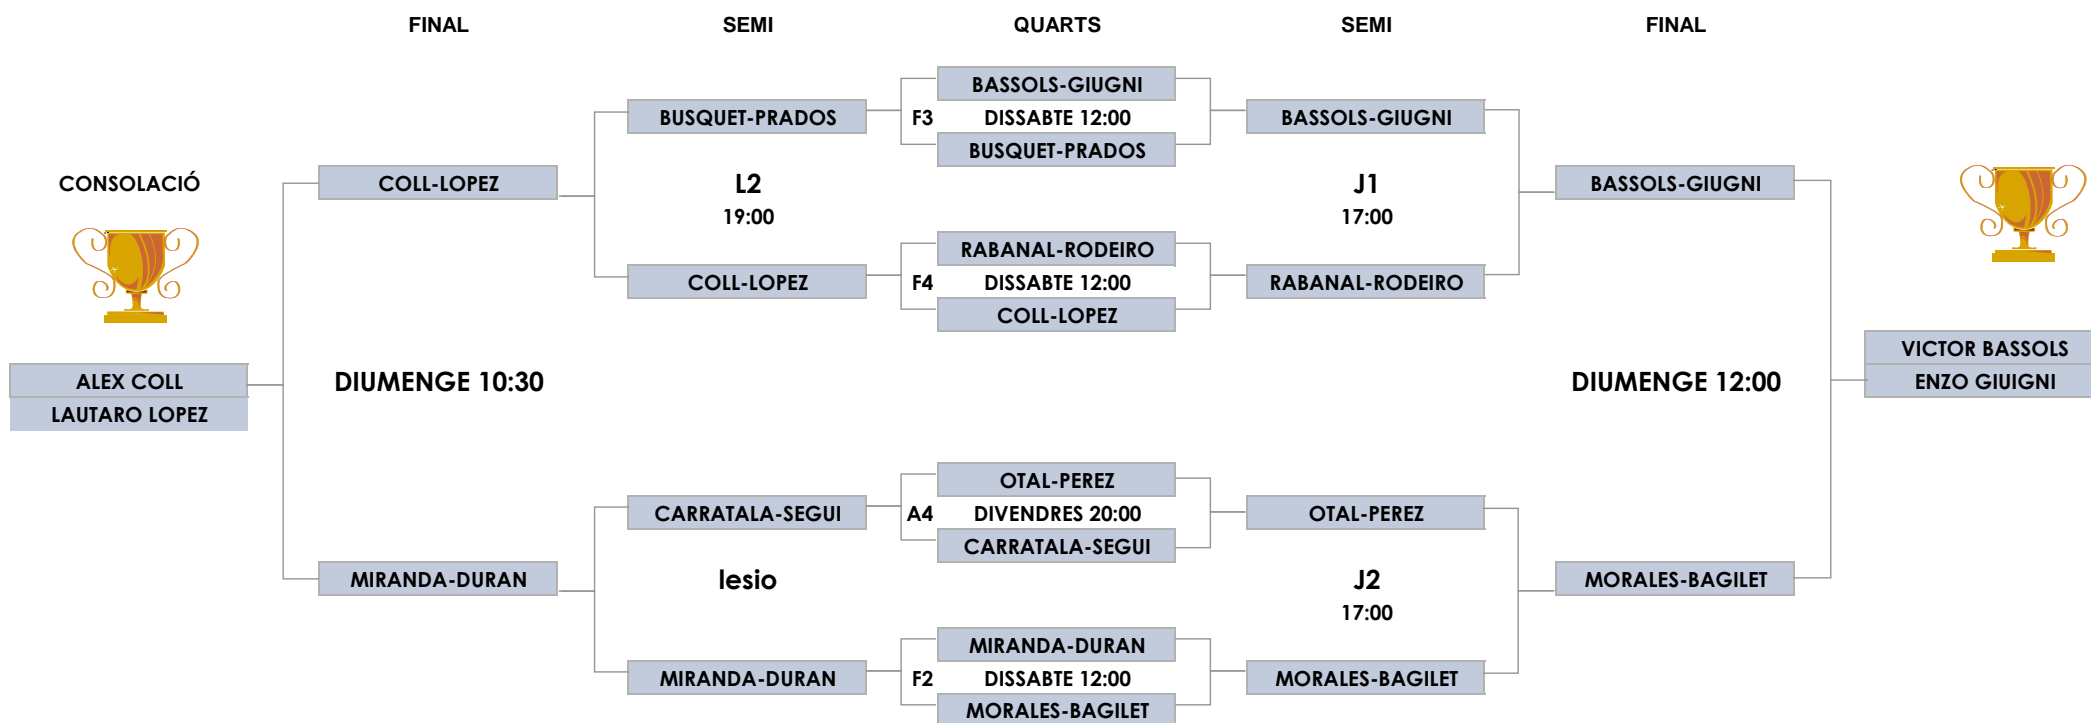 FINAL SEMI QUARTS SEMI FINAL
BASSOLS-GIUGNI
BUSQUET-PRADOS F3 DISSABTE 12:00 BASSOLS-GIUGNI
BUSQUET-PRADOS
CONSOLACIÓ COLL-LOPEZ L2 J1 BASSOLS-GIUGNI
19:00 17:00
RABANAL-RODEIRO
COLL-LOPEZ F4 DISSABTE 12:00 RABANAL-RODEIRO
COLL-LOPEZ
VICTOR BASSOLS
ALEX COLL DIUMENGE 10:30 DIUMENGE 12:00 ENZO GIUIGNI
LAUTARO LOPEZ
OTAL-PEREZ
CARRATALA-SEGUI A4 DIVENDRES 20:00 OTAL-PEREZ
CARRATALA-SEGUI
MIRANDA-DURAN lesio J2 MORALES-BAGILET
17:00
MIRANDA-DURAN
MIRANDA-DURAN F2 DISSABTE 12:00 MORALES-BAGILET
MORALES-BAGILET